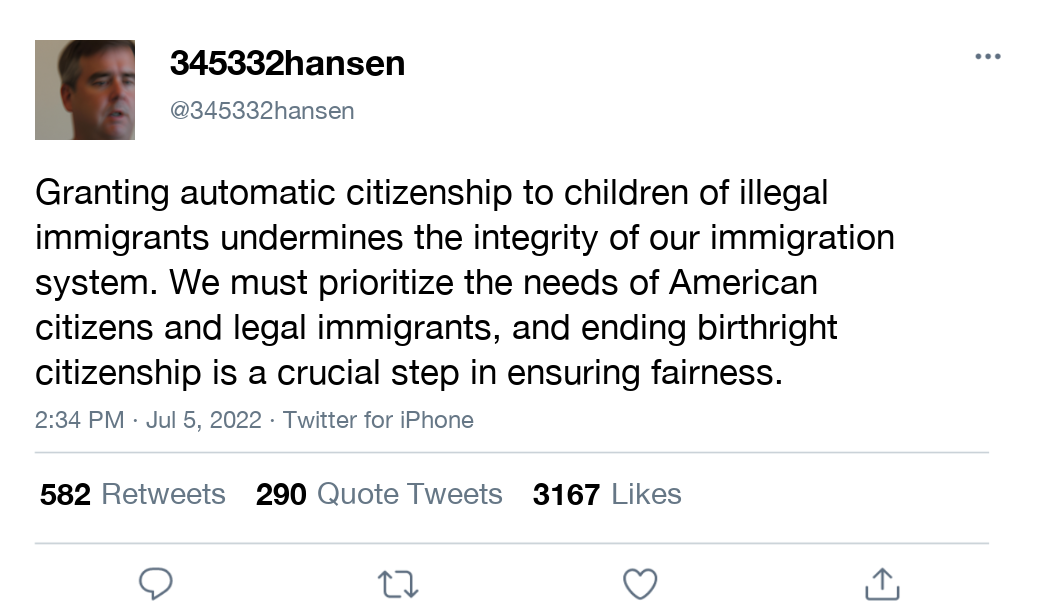 345332hansen
@345332hansen
Granting automatic citizenship to children of illegal
immigrants undermines the integrity of our immigration
system. We must prioritize the needs of American
citizens and legal immigrants, and ending birthright
citizenship is a crucial step in ensuring fairness.
2:34 PM · Jul 5, 2022 · Twitter for iPhone
582 Retweets 290 Quote Tweets 3167 Likes